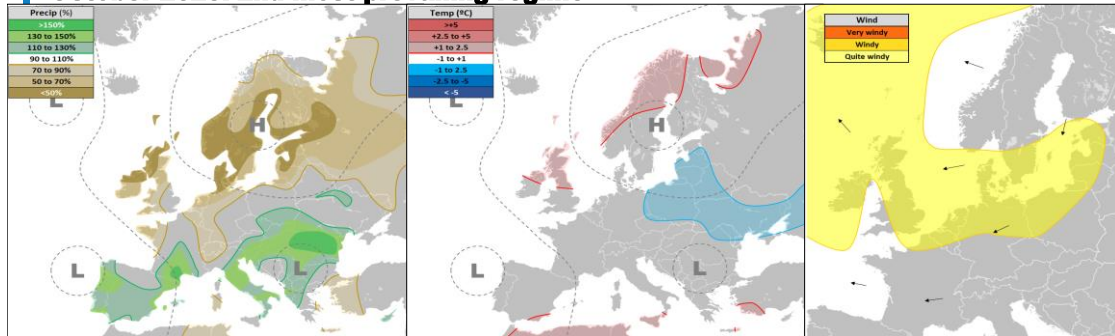 Precip (%)
>150%
130 to 150%
110 to 130%
90 to 110%
70 to 90%
50 to 70%
<50%
L
H
L
L
Temp (ºC)
>+5
+2.5 to +5
+1 to 2.5
-1 to +1
-1 to 2.5
-2.5 to -5
< -5
L
H
L
L
Wind
Very windy
Windy
Quite windy